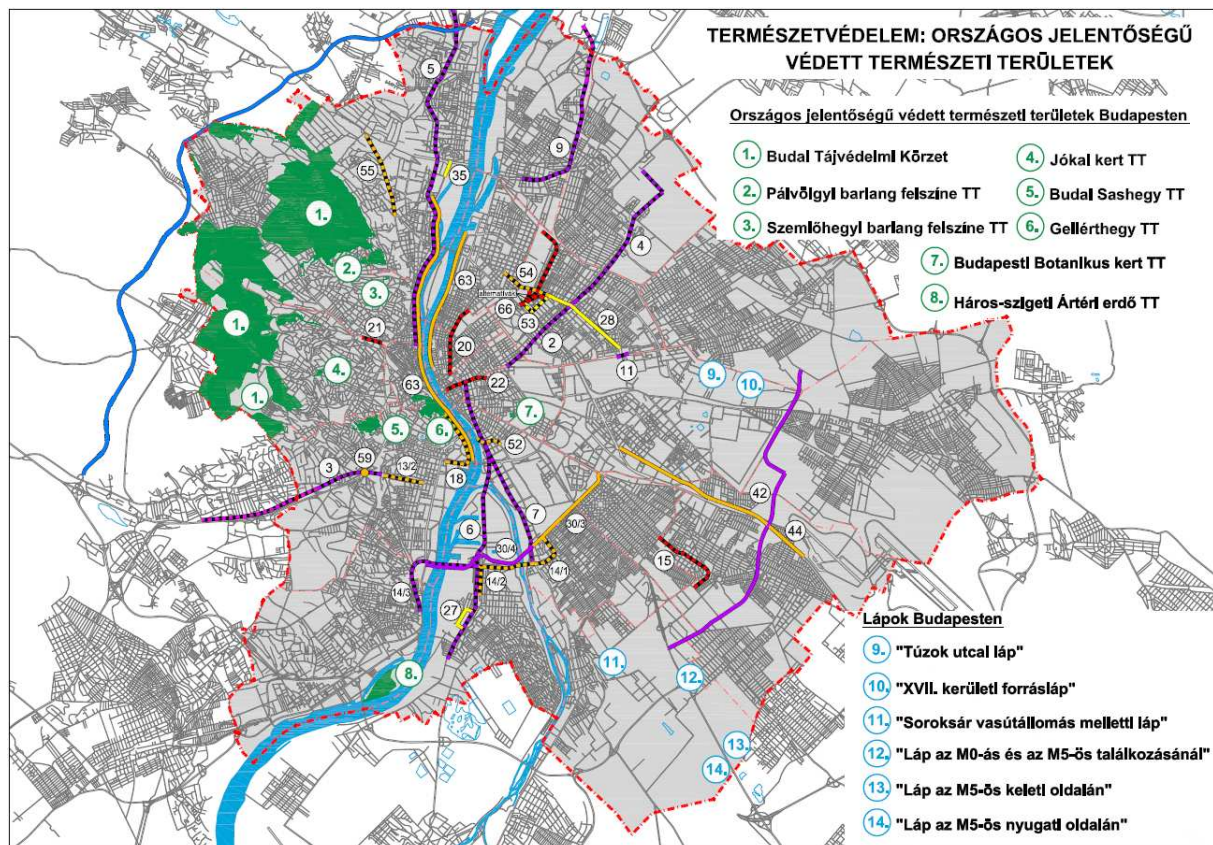 TERMÉSZETVÉDELEM: ORSZÁGOS JELENTŐSÉGŰ
VÉDETT TERMÉSZETI TERÜLETEK
Országos jelentőségű védett természeti területek Budapesten
1. Budai Tájvédelmi Körzet
2. Pálvölgyi barlang felszíne TT
3. Szemlőhegyi barlang felszíne TT
4. Jókai kert TT
5. Budai Sashegy TT
6. Gellérthegy TT
7. Budapesti Botanikus kert TT
8. Háros-szigeti Ártéri erdő TT
5
9
55
35
1.
4
2.
54
63
3.
alternatívák
66
53
28
21
20
2
11
9.
10.
1.
4.
63
22
1.
7.
5.
6.
52
59
3
13/2
18
42
6
7
30/3
44
30/4
15
14/1
14/2
14/3
27
8.
11.
12.
13.
14.
Lápok Budapesten
9. "Túzok utcai láp"
10. "XVII. kerületi forrásláp"
11. "Soroksár vasútállomás melletti láp"
12. "Láp az M0-ás és az M5-ös találkozásánál"
13. "Láp az M5-ös keleti oldalán"
14. "Láp az M5-ös nyugati oldalán"